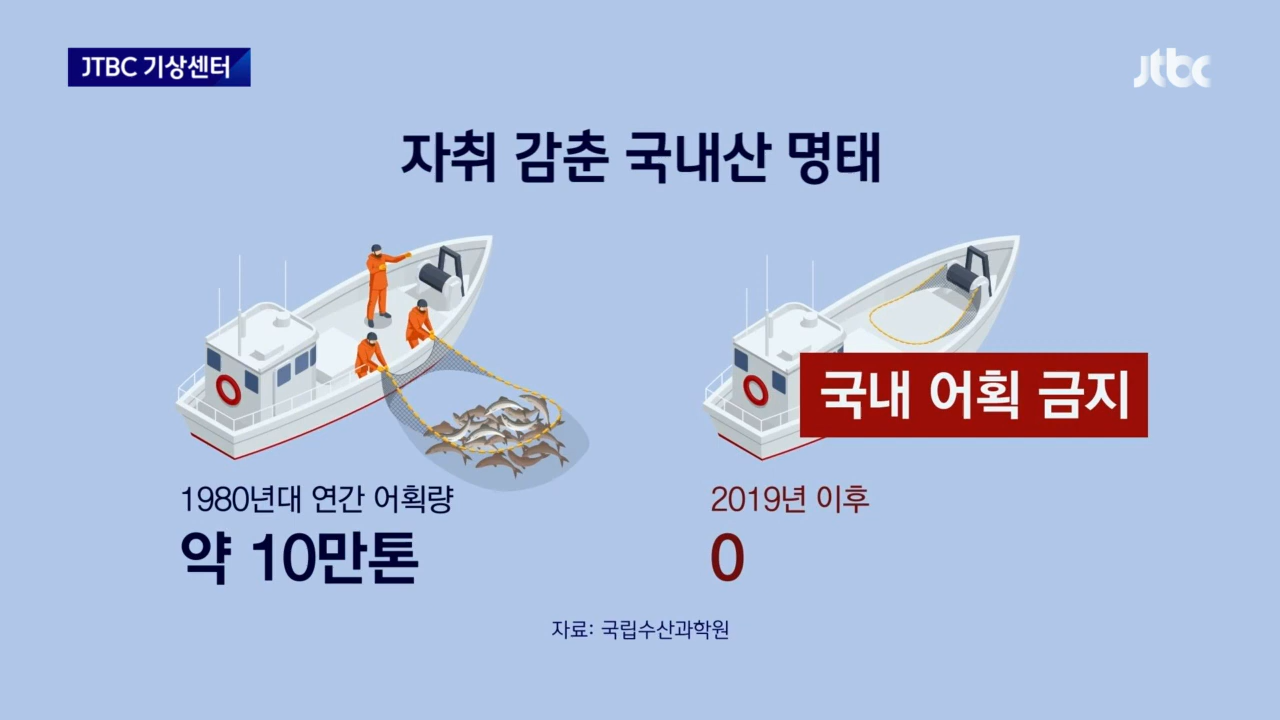 JTBC 기상센터
jtbc
자취 감춘 국내산 명태
국내 어획 금지
1980년대 연간 어획량
약 10만톤
2019년 이후
0
자료: 국립수산과학원